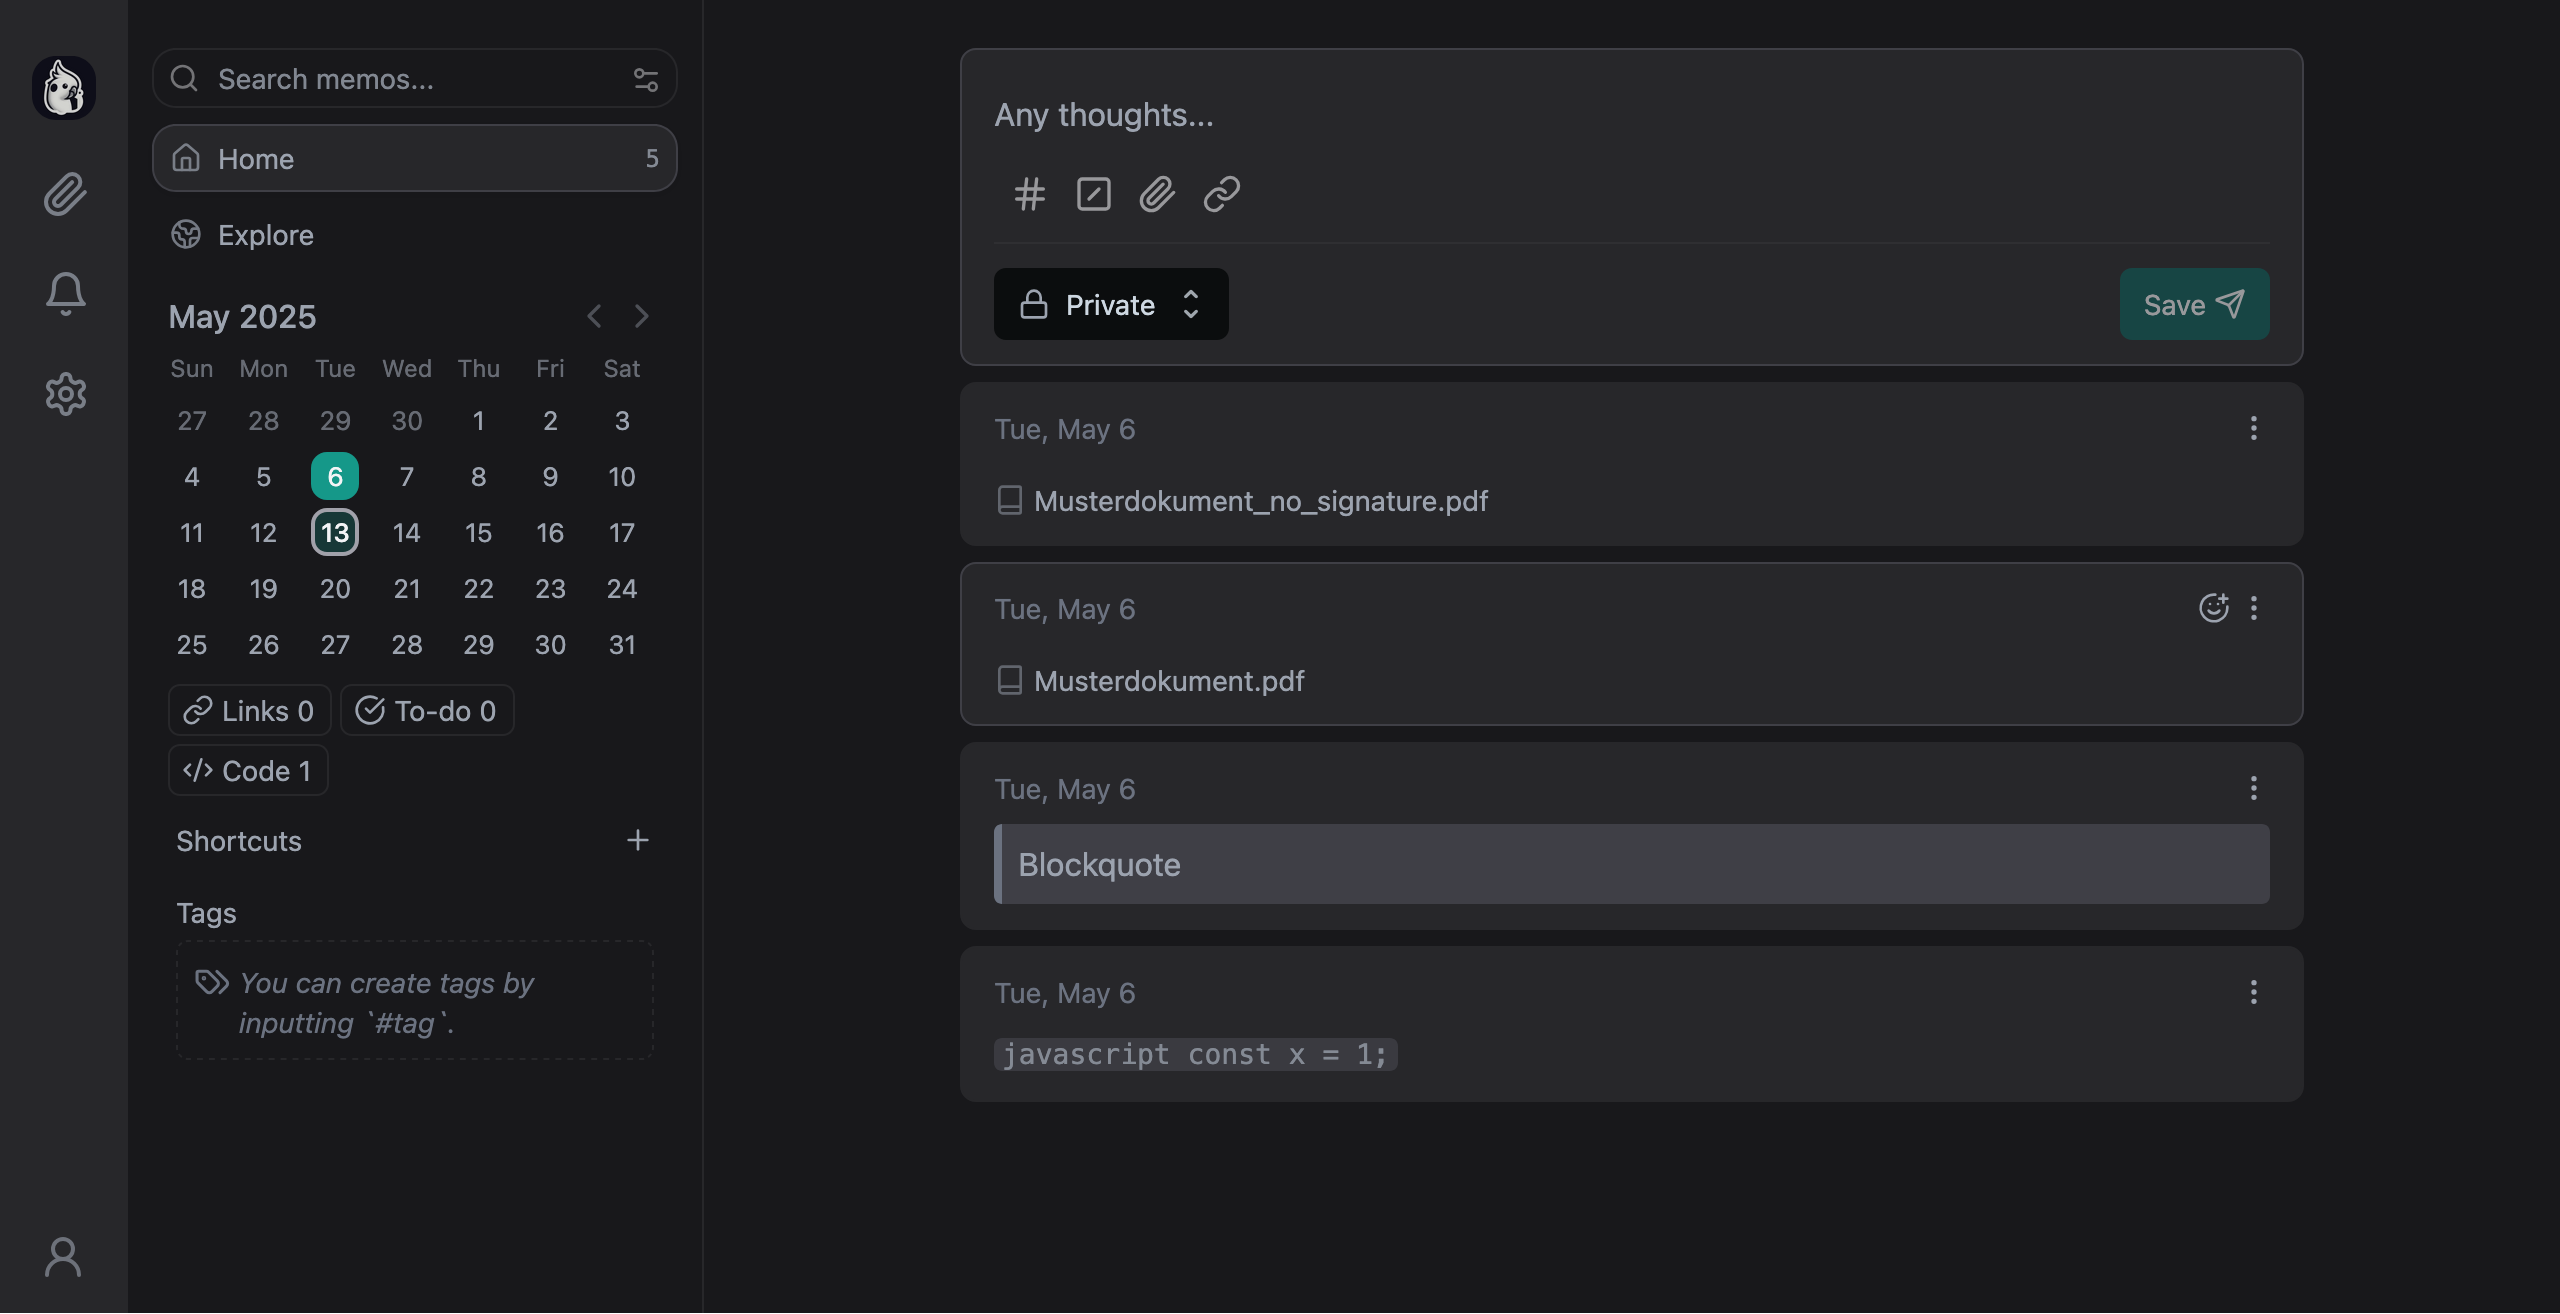 Search memos...
Home 5
Explore
May 2025
Sun Mon Tue Wed Thu Fri Sat
27 28 29 30 1 2 3
4 5 6 7 8 9 10
11 12 13 14 15 16 17
18 19 20 21 22 23 24
25 26 27 28 29 30 31
Links 0 To-do 0
</> Code 1
Shortcuts
Tags
You can create tags by
inputting `#tag`.
Any thoughts...
Private
Save
Tue, May 6
Musterdokument_no_signature.pdf
Tue, May 6
Musterdokument.pdf
Tue, May 6
Blockquote
Tue, May 6
javascript const x = 1;